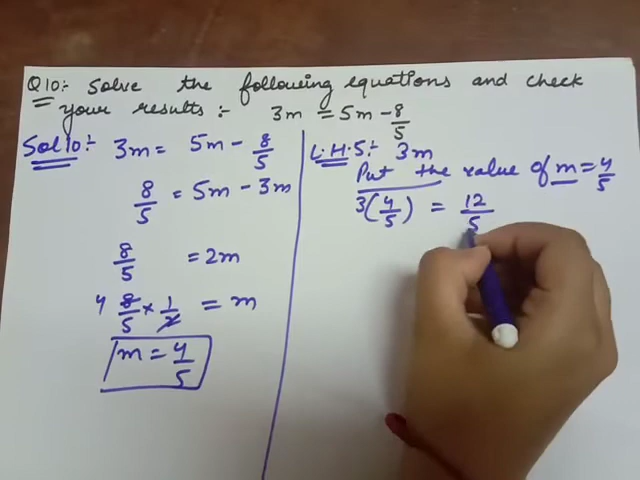 Q10:- Solve the following equations and check
your results:- 3m = 5m - 8/5
Sol10:- 3m = 5m - 8/5
8/5 = 5m - 3m
8/5 = 2m
4 8/5 × 1/2 = m
m = 4/5
L.H.S:- 3m
Put the value of m = 4/5
3(4/5) = 12/5